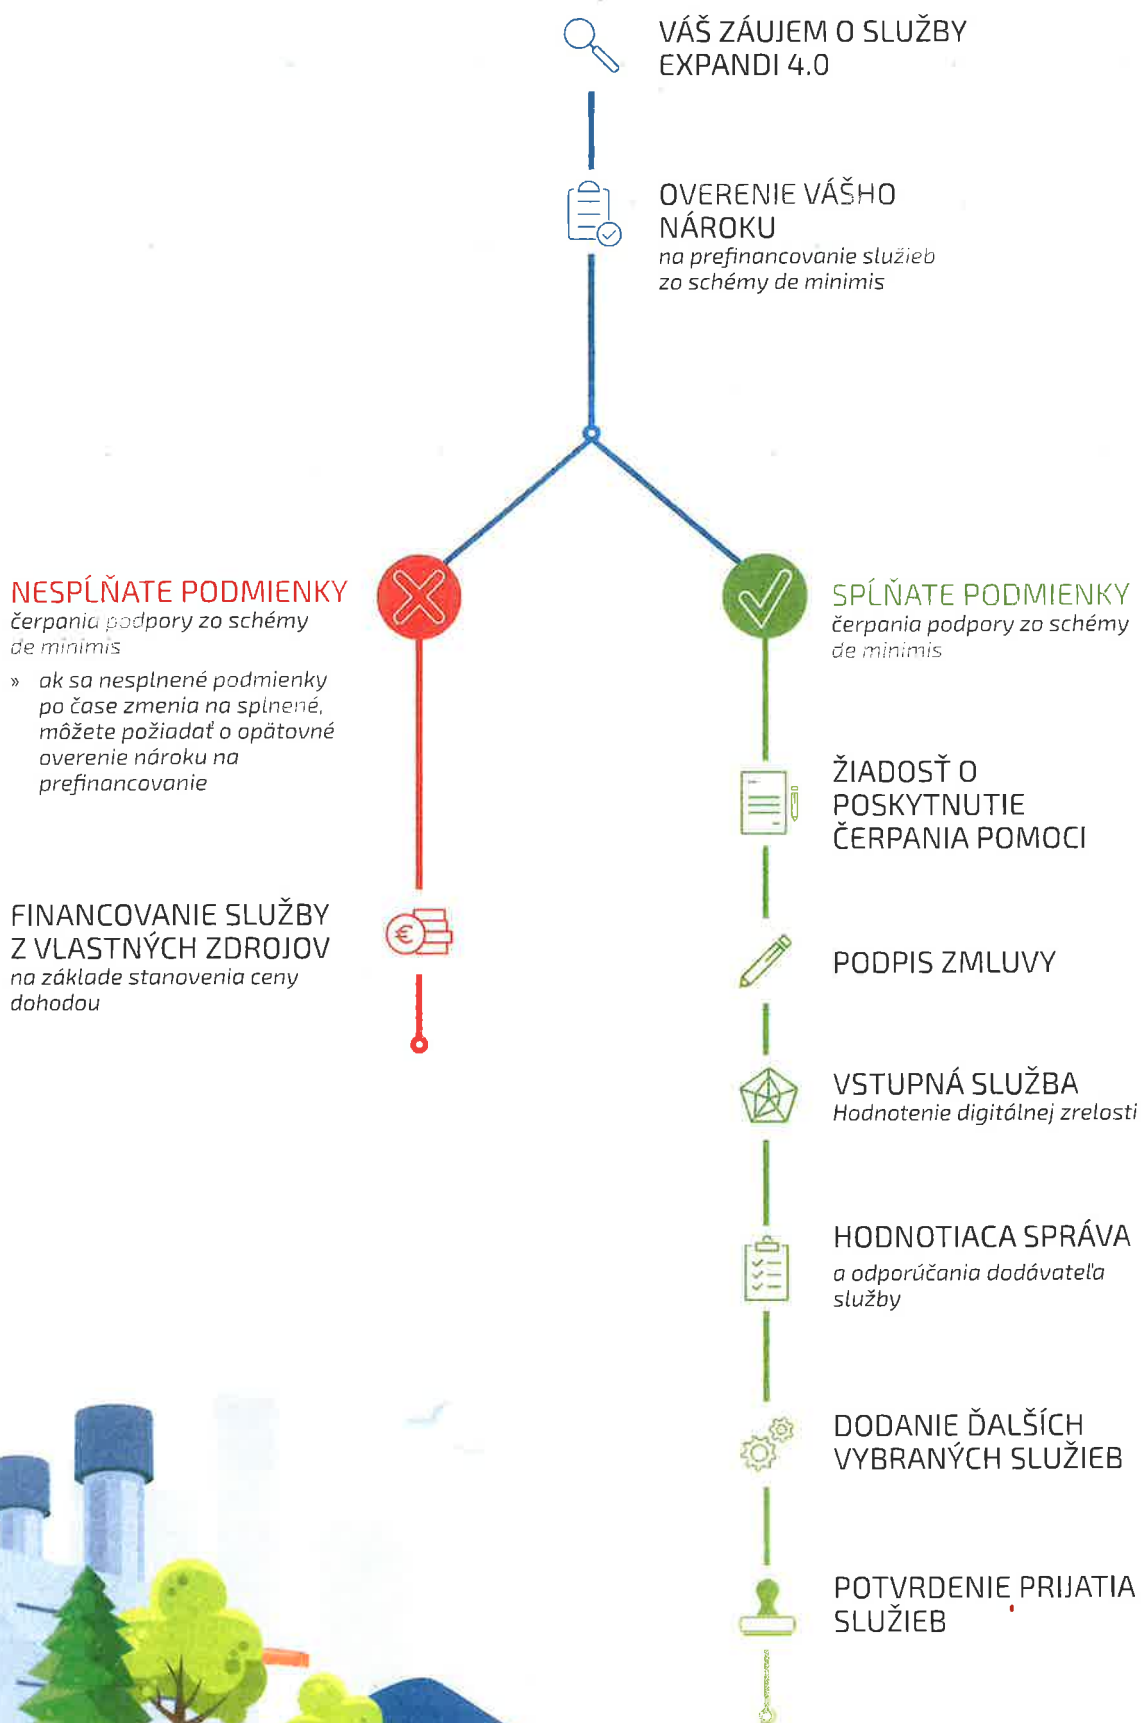 VÁŠ ZÁUJEM O SLUŽBY
EXPANDI 4.0
OVERENIE VÁŠHO
NÁROKU
na prefinancovanie služieb
zo schémy de minimis
NESPĹŇATE PODMIENKY
čerpania podpory zo schémy
de minimis
» ak sa nesplnené podmienky
po čase zmenia na splnené,
môžete požiadať o opätovné
overenie nároku na
prefinancovanie
FINANCOVANIE SLUŽBY
Z VLASTNÝCH ZDROJOV
na základe stanovenia ceny
dohodou
SPĹŇATE PODMIENKY
čerpania podpory zo schémy
de minimis
ŽIADOSŤ O
POSKYTNUTIE
ČERPANIA POMOCI
PODPIS ZMLUVY
VSTUPNÁ SLUŽBA
Hodnotenie digitálnej zrelosti
HODNOTIACA SPRÁVA
a odporúčania dodávateľa
služby
DODANIE ĎALŠÍCH
VYBRANÝCH SLUŽIEB
POTVRDENIE PRIJATIA
SLUŽIEB